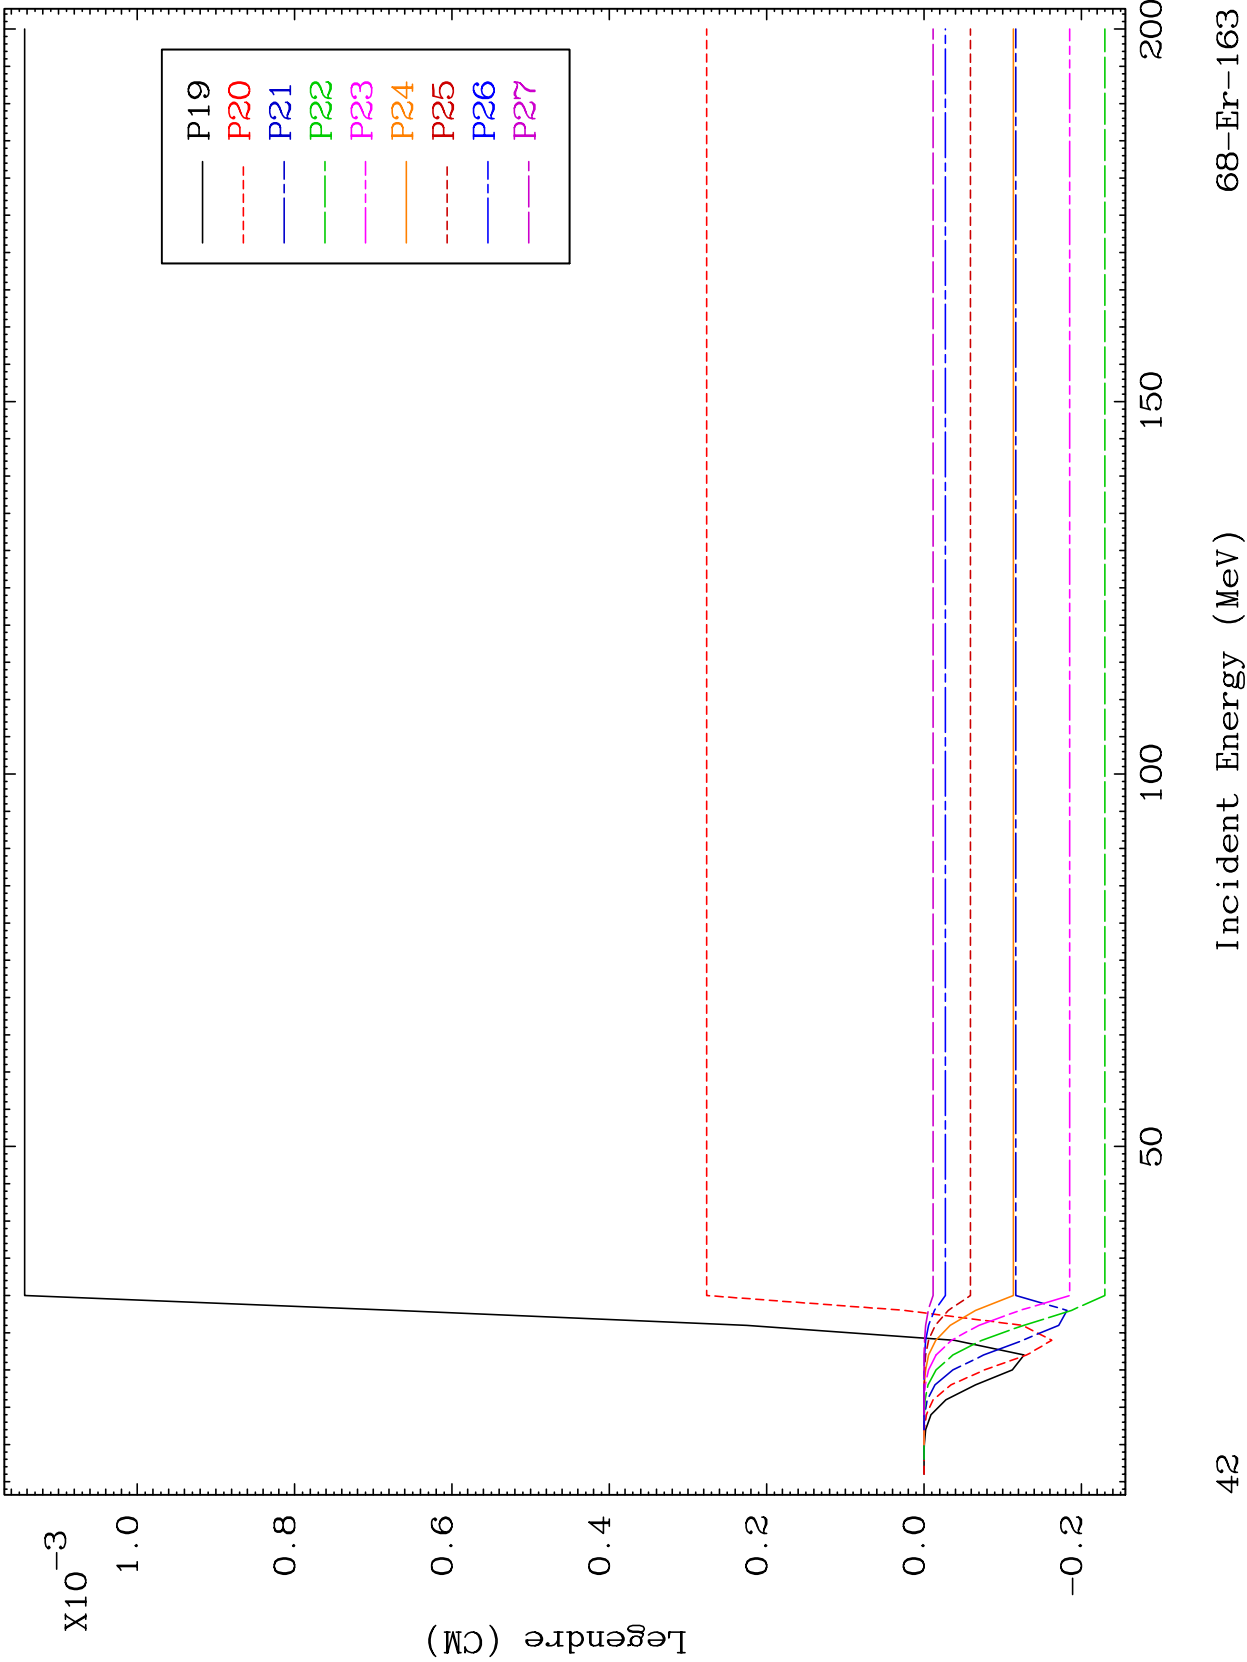 X10-3
1.0
0.8
0.6
0.4
0.2
0.0
-0.2
Legendre (CM)
P19
P20
P21
P22
P23
P24
P25
P26
P27
50
100
150
200
Incident Energy (MeV)
42
68-Er-163